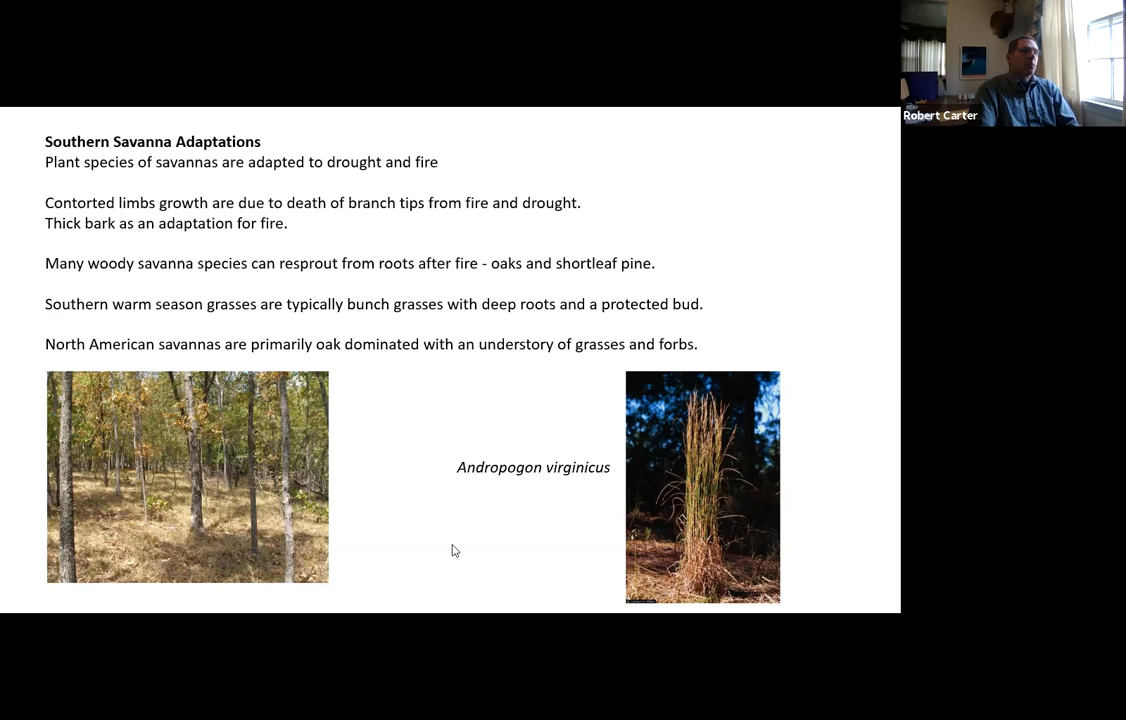 Robert Carter
Southern Savanna Adaptations
Plant species of savannas are adapted to drought and fire
Contorted limbs growth are due to death of branch tips from fire and drought.
Thick bark as an adaptation for fire.
Many woody savanna species can resprout from roots after fire - oaks and shortleaf pine.
Southern warm season grasses are typically bunch grasses with deep roots and a protected bud.
North American savannas are primarily oak dominated with an understory of grasses and forbs.
Andropogon virginicus